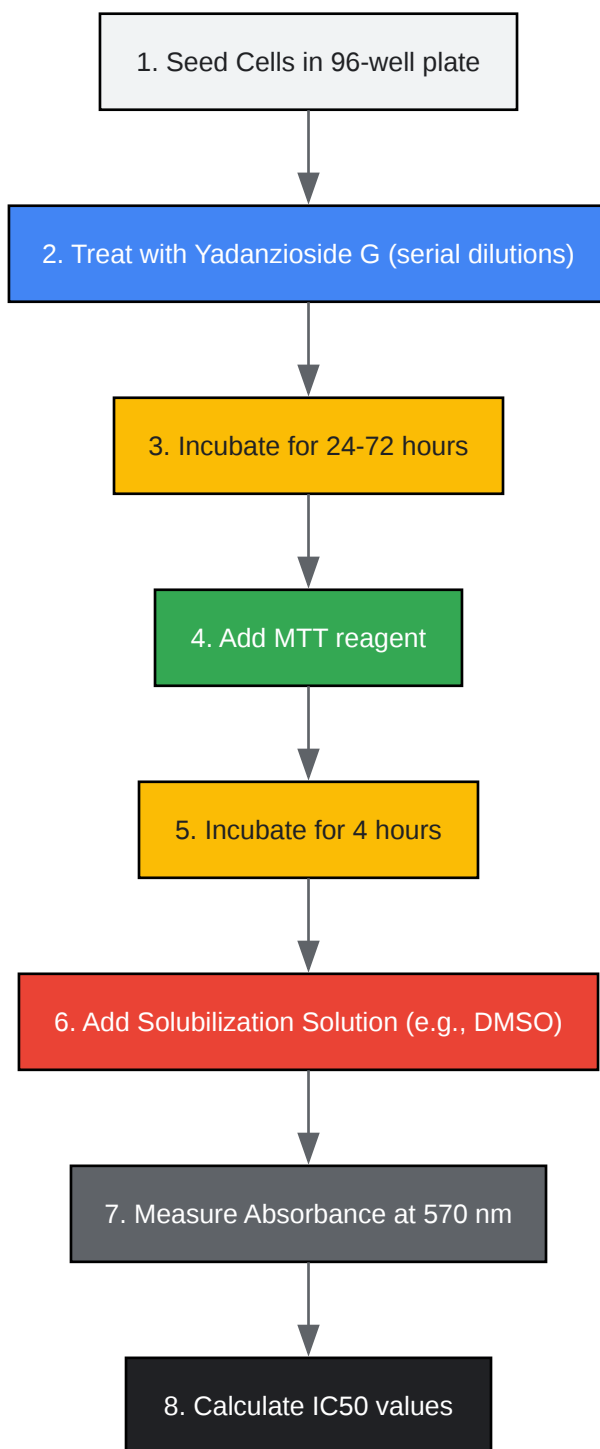 1. Seed Cells in 96-well plate
2. Treat with Yadanzioside G (serial dilutions)
3. Incubate for 24-72 hours
4. Add MTT reagent
5. Incubate for 4 hours
6. Add Solubilization Solution (e.g., DMSO)
7. Measure Absorbance at 570 nm
8. Calculate IC50 values